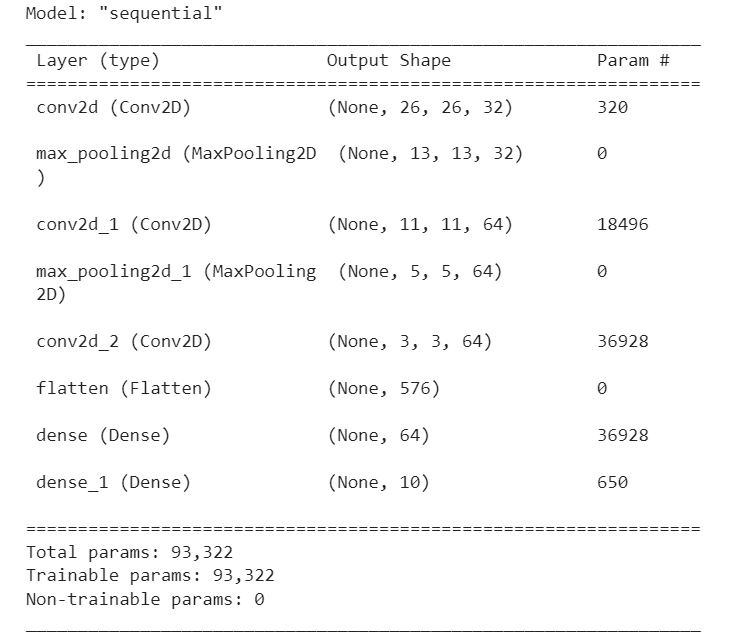 Model: "sequential"
Layer (type) Output Shape Param #
conv2d (Conv2D) (None, 26, 26, 32) 320
max_pooling2d (MaxPooling2D (None, 13, 13, 32) 0
)
conv2d_1 (Conv2D) (None, 11, 11, 64) 18496
max_pooling2d_1 (MaxPooling (None, 5, 5, 64) 0
2D)
conv2d_2 (Conv2D) (None, 3, 3, 64) 36928
flatten (Flatten) (None, 576) 0
dense (Dense) (None, 64) 36928
dense_1 (Dense) (None, 10) 650
Total params: 93,322
Trainable params: 93,322
Non-trainable params: 0